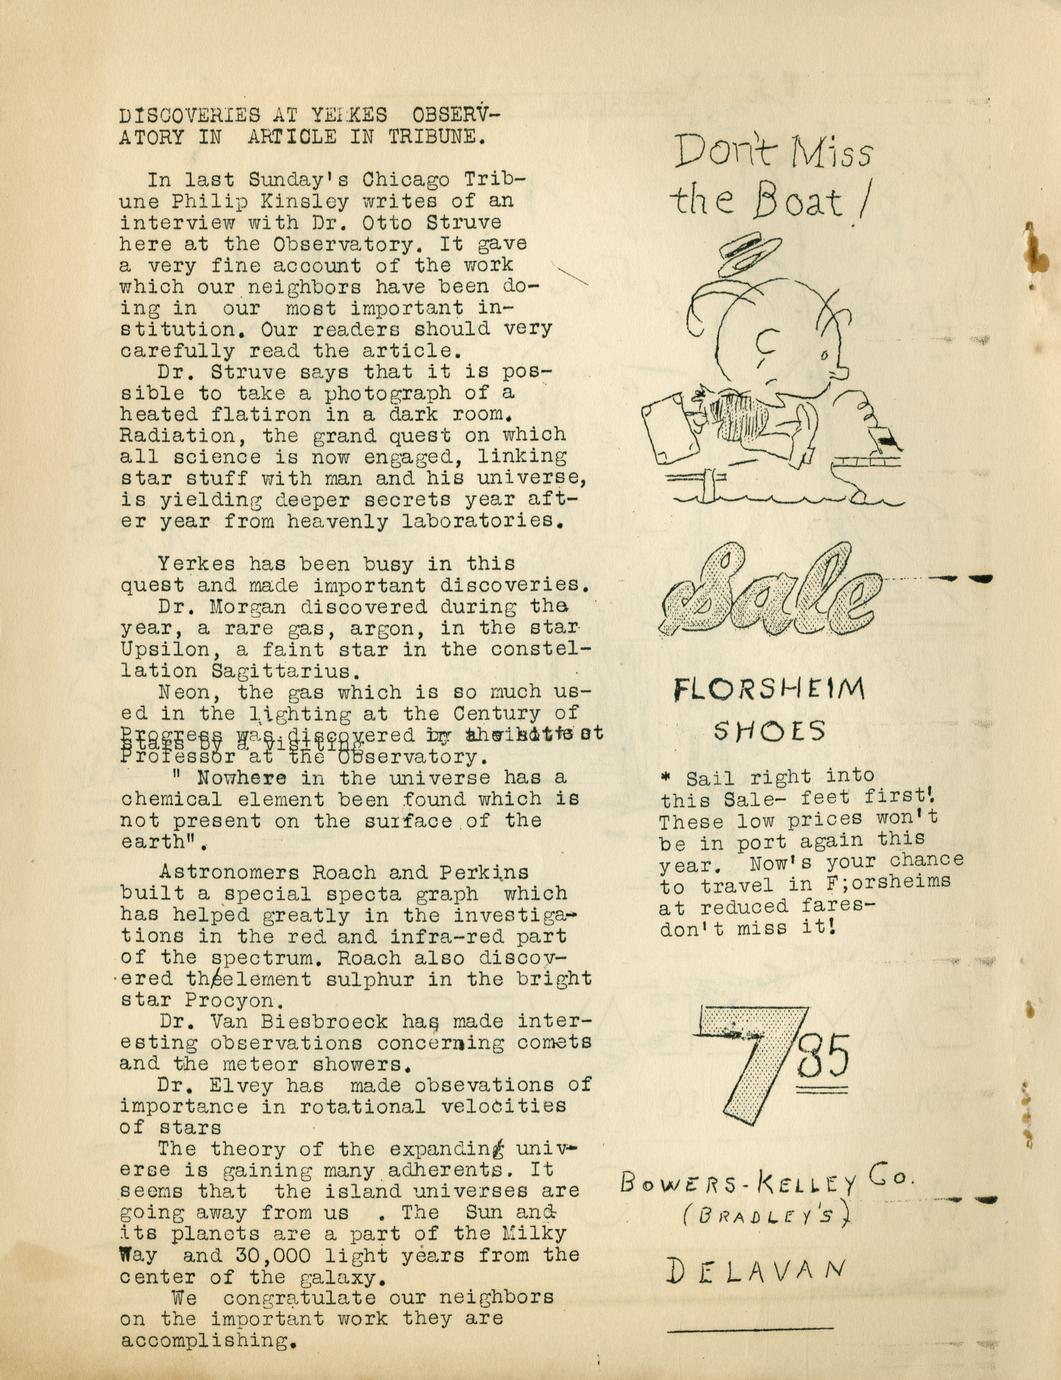 DISCOVERIES AT YERKES OBSERV-
ATORY IN ARTICLE IN TRIBUNE.
In last Sunday's Chicago Trib-
une Philip Kinsley writes of an
interview with Dr. Otto Struve
here at the Observatory. It gave
a very fine account of the work
which our neighbors have been do-
ing in our most important in-
stitution. Our readers should very
carefully read the article.
Dr. Struve says that it is pos-
sible to take a photograph of a
heated flatiron in a dark room.
Radiation, the grand quest on which
all science is now engaged, linking
star stuff with man and his universe,
is yielding deeper secrets year aft-
er year from heavenly laboratories.
Yerkes has been busy in this
quest and made important discoveries.
Dr. Morgan discovered during the
year, a rare gas, argon, in the star
Upsilon, a faint star in the constel-
lation Sagittarius.
Neon, the gas which is so much us-
ed in the lighting at the Century of
Progress was discovered
stars by a visiting
Professor at the Observatory.
" Nowhere in the universe has a
chemical element been found which is
not present on the surface of the
earth".
Astronomers Roach and Perkins
built a special specta graph which
has helped greatly in the investiga-
tions in the red and infra-red part
of the spectrum. Roach also discov-
ered the element sulphur in the bright
star Procyon.
Dr. Van Biesbroeck has made inter-
esting observations concerning comets
and the meteor showers.
Dr. Elvey has made obsevations of
importance in rotational velocities
of stars
The theory of the expanding univ-
erse is gaining many adherents. It
seems that the island universes are
going away from us . The Sun and
its planets are a part of the Milky
Way and 30,000 light years from the
center of the galaxy.
We congratulate our neighbors
on the important work they are
accomplishing.
Don't Miss
the Boat!
Sale
FLORSHEIM
SHOES
* Sail right into
this Sale- feet first!
These low prices won't
be in port again this
year. Now's your chance
to travel in F;orsheims
at reduced fares-
don't miss it!
7 85
BOWERS-KELLEY Co.
(BRADLEY'S)
DELAVAN